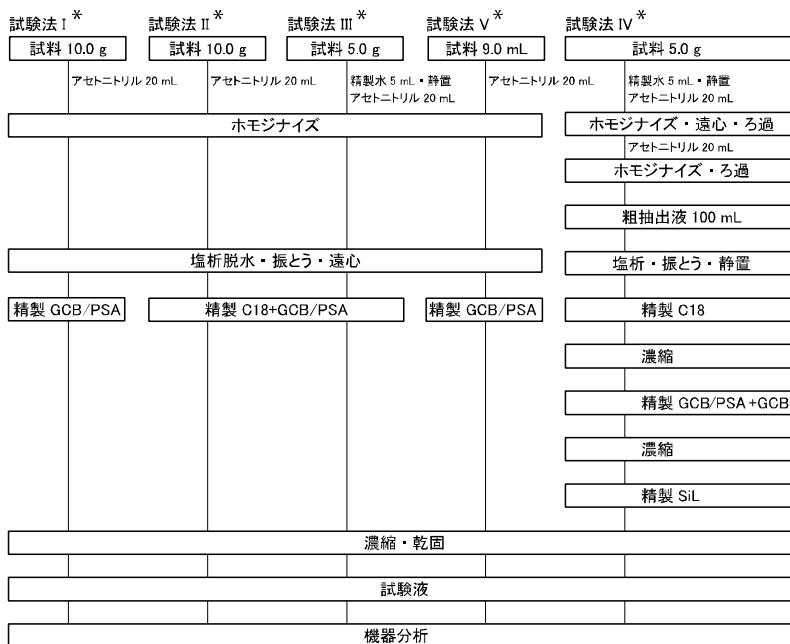 試験法 I * 試験法 II * 試験法 III * 試験法 V * 試験法 IV *
試料 10.0 g 試料 10.0 g 試料 5.0 g 試料 9.0 mL 試料 5.0 g
アセトニトリル 20 mL アセトニトリル 20 mL 精製水 5 mL・静置 アセトニトリル 20 mL 精製水 5 mL・静置
アセトニトリル 20 mL アセトニトリル 20 mL
ホモジナイズ ホモジナイズ・遠心・ろ過
アセトニトリル 20 mL
ホモジナイズ・ろ過
粗抽出液 100 mL
塩析脱水・振とう・遠心 塩析・振とう・静置
精製 GCB/PSA 精製 C18+GCB/PSA 精製 GCB/PSA 精製 C18
濃縮
精製 GCB/PSA+GCB
濃縮
精製 SiL
濃縮・乾固
試験液
機器分析